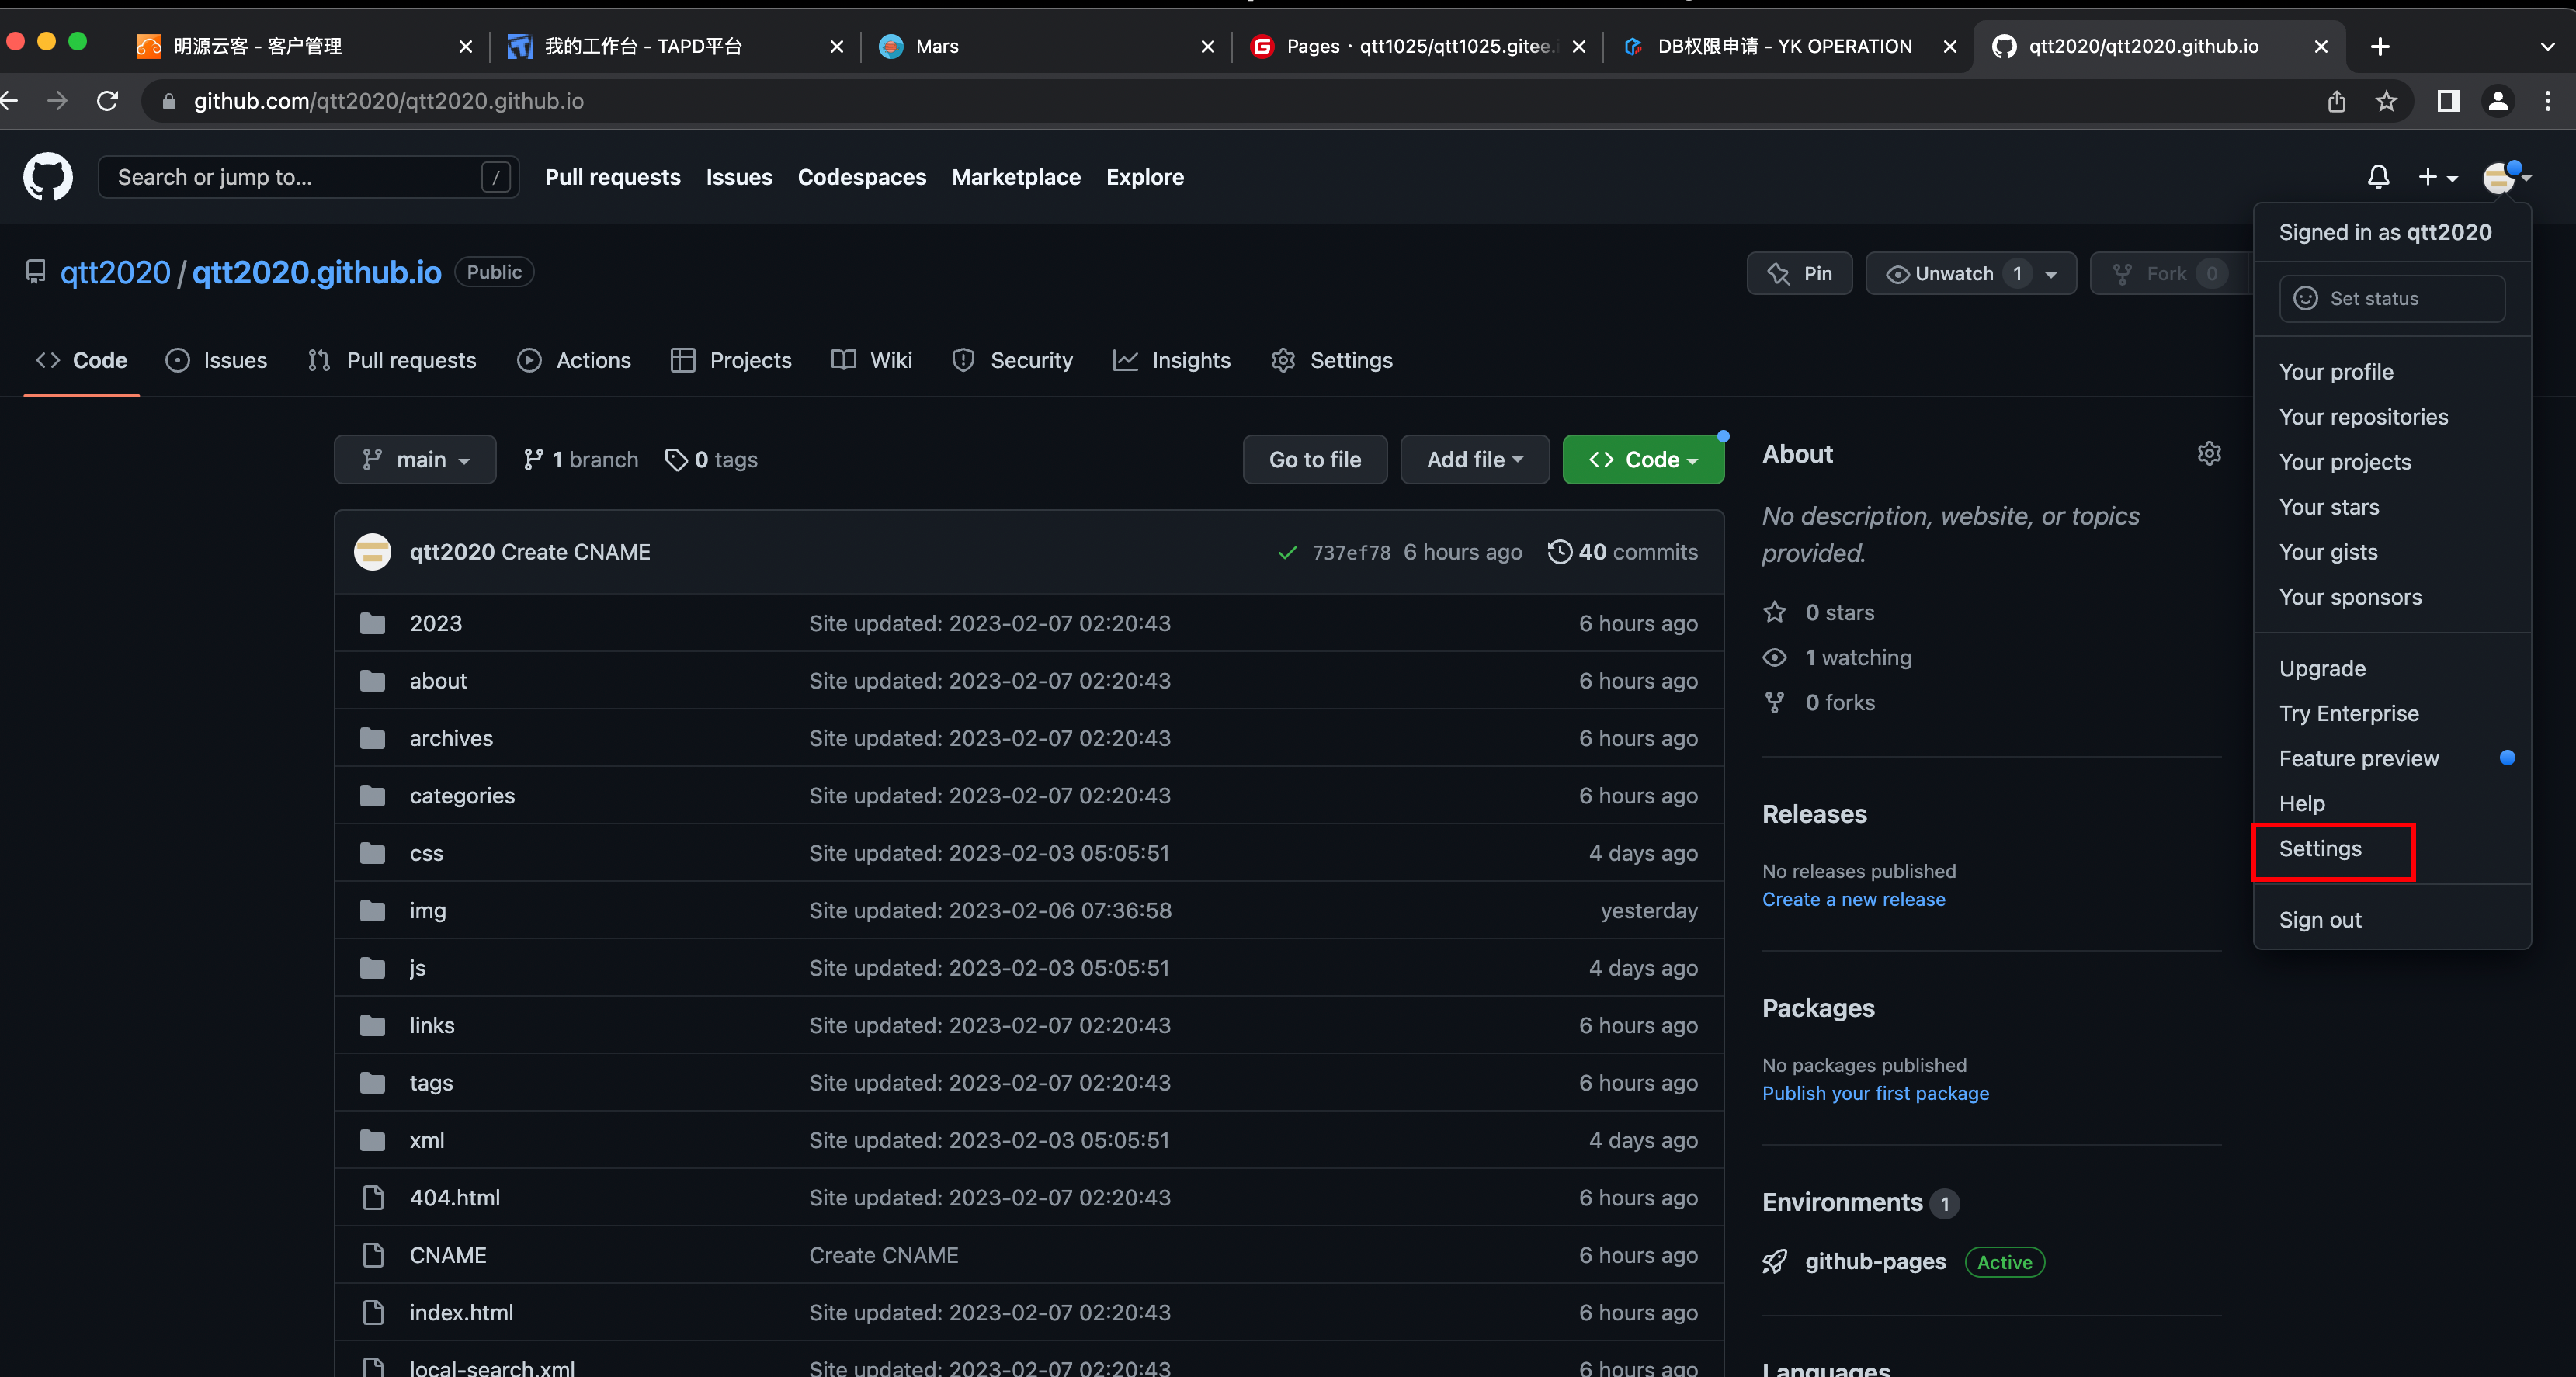 明源云客 - 客户管理
我的工作台 - TAPD平台
Mars
Pages · qtt1025/qtt1025.gitee.i
DB权限申请 - YK OPERATION
qtt2020/qtt2020.github.io
github.com/qtt2020/qtt2020.github.io
Search or jump to...
/
Pull requests
Issues
Codespaces
Marketplace
Explore
qtt2020 / qtt2020.github.io Public
Pin
Unwatch 1
Fork 0
Code
Issues
Pull requests
Actions
Projects
Wiki
Security
Insights
Settings
main
1 branch
0 tags
Go to file
Add file
Code
qtt2020 Create CNAME
737ef78 6 hours ago
40 commits
2023 Site updated: 2023-02-07 02:20:43 6 hours ago
about Site updated: 2023-02-07 02:20:43 6 hours ago
archives Site updated: 2023-02-07 02:20:43 6 hours ago
categories Site updated: 2023-02-07 02:20:43 6 hours ago
css Site updated: 2023-02-03 05:05:51 4 days ago
img Site updated: 2023-02-06 07:36:58 yesterday
js Site updated: 2023-02-03 05:05:51 4 days ago
links Site updated: 2023-02-07 02:20:43 6 hours ago
tags Site updated: 2023-02-07 02:20:43 6 hours ago
xml Site updated: 2023-02-03 05:05:51 4 days ago
404.html Site updated: 2023-02-07 02:20:43 6 hours ago
CNAME Create CNAME 6 hours ago
index.html Site updated: 2023-02-07 02:20:43 6 hours ago
local-search.xml Site updated: 2023-02-07 02:20:43 6 hours ago
About
No description, website, or topics
provided.
0 stars
1 watching
0 forks
Releases
No releases published
Create a new release
Packages
No packages published
Publish your first package
Environments 1
github-pages Active
Languages
Signed in as qtt2020
Set status
Your profile
Your repositories
Your projects
Your stars
Your gists
Your sponsors
Upgrade
Try Enterprise
Feature preview
Help
Settings
Sign out